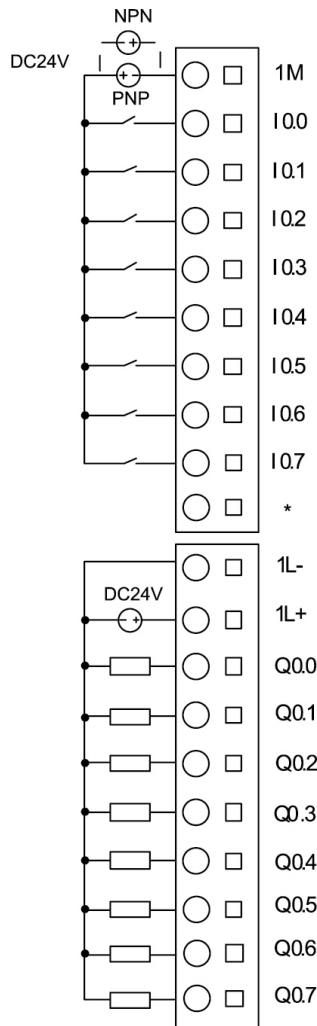 NPN
DC24V
PNP
1M
I0.0
I0.1
I0.2
I0.3
I0.4
I0.5
I0.6
I0.7
*
1L-
DC24V
1L+
Q0.0
Q0.1
Q0.2
Q0.3
Q0.4
Q0.5
Q0.6
Q0.7